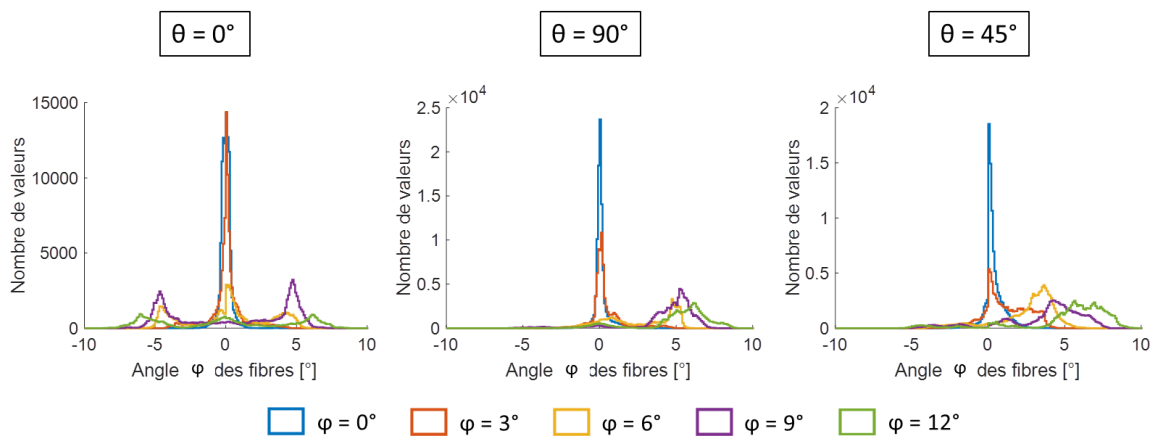 θ = 0°
θ = 90°
θ = 45°
15000
10000
5000
0
-10
-5
0
5
10
Nombre de valeurs
Angle φ des fibres [°]
×10⁴
2.5
2
1.5
1
0.5
0
-10
-5
0
5
10
Nombre de valeurs
Angle φ des fibres [°]
×10⁴
2
1.5
1
0.5
0
-10
-5
0
5
10
Nombre de valeurs
Angle φ des fibres [°]
φ = 0°
φ = 3°
φ = 6°
φ = 9°
φ = 12°